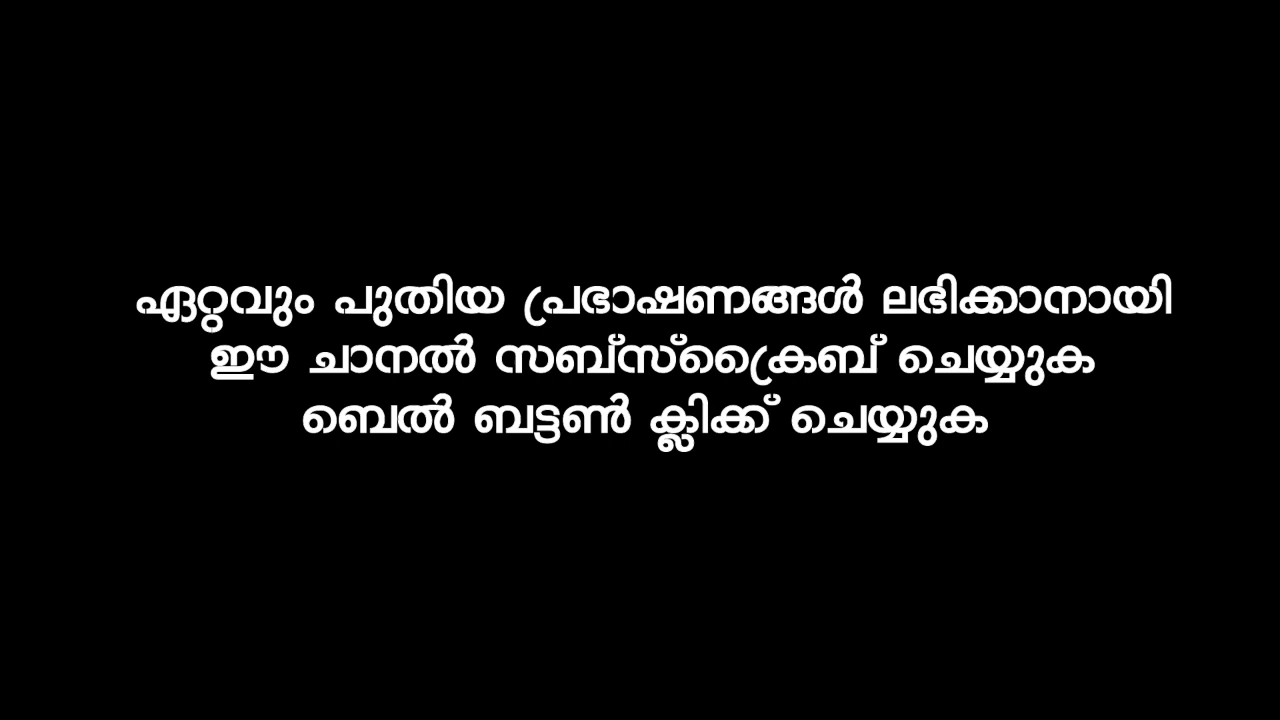 ഏറ്റവും പുതിയ പ്രഭാഷണങ്ങൾ ലഭിക്കാനായി
ഈ ചാനൽ സബ്സ്ക്രൈബ് ചെയ്യുക
ബെൽ ബട്ടൺ ക്ലിക്ക് ചെയ്യുക